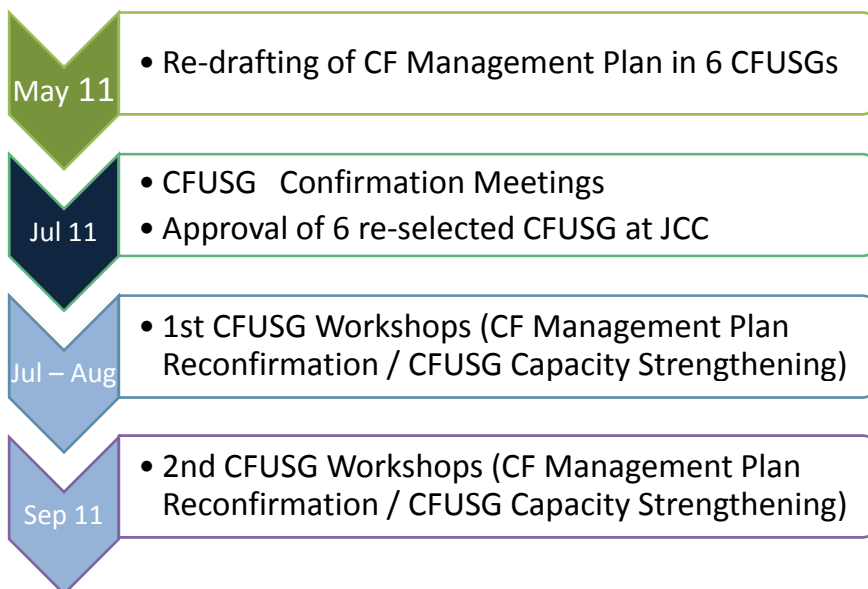 May 11
• Re-drafting of CF Management Plan in 6 CFUSGs
Jul 11
• CFUSG Confirmation Meetings
• Approval of 6 re-selected CFUSG at JCC
Jul – Aug
• 1st CFUSG Workshops (CF Management Plan
Reconfirmation / CFUSG Capacity Strengthening)
Sep 11
• 2nd CFUSG Workshops (CF Management Plan
Reconfirmation / CFUSG Capacity Strengthening)